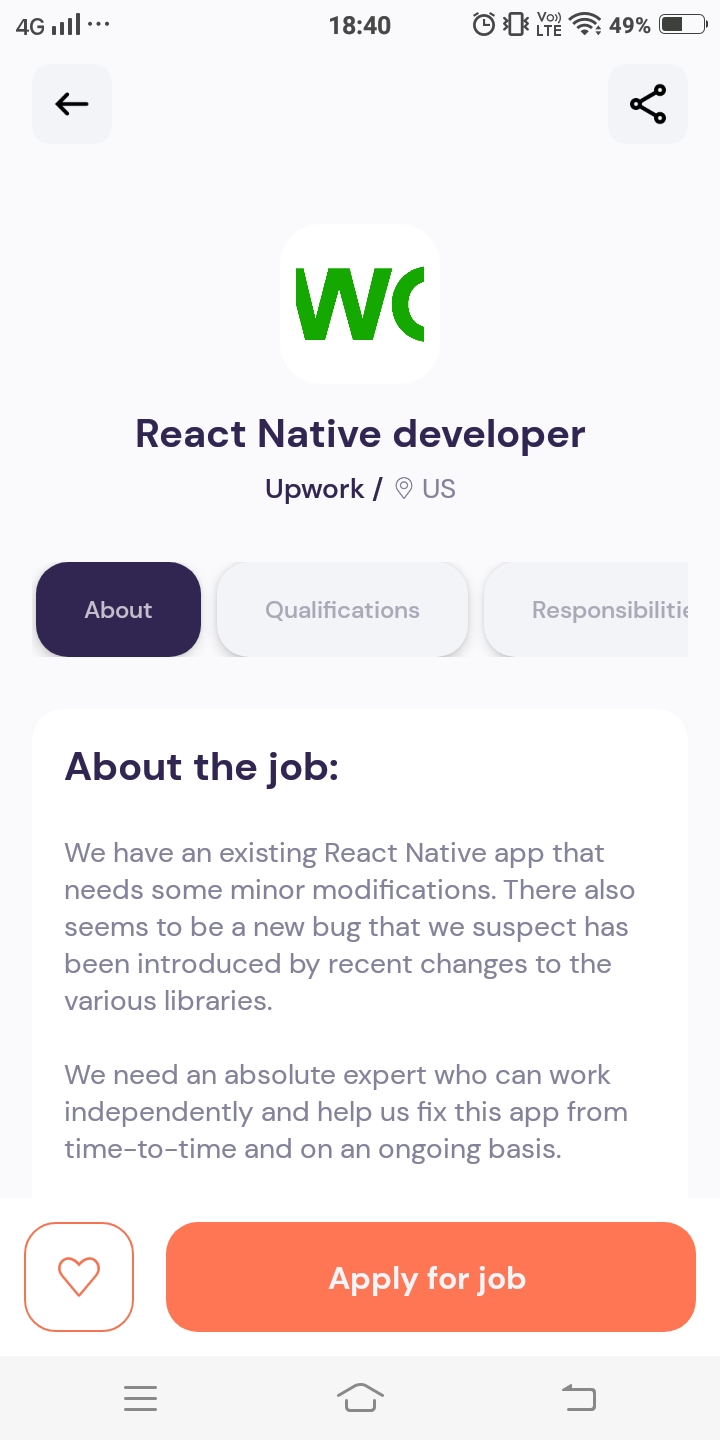 4G 18:40 Vo)) LTE 49%
React Native developer
Upwork / US
About Qualifications Responsibilitie
About the job:
We have an existing React Native app that
needs some minor modifications. There also
seems to be a new bug that we suspect has
been introduced by recent changes to the
various libraries.
We need an absolute expert who can work
independently and help us fix this app from
time-to-time and on an ongoing basis.
Apply for job